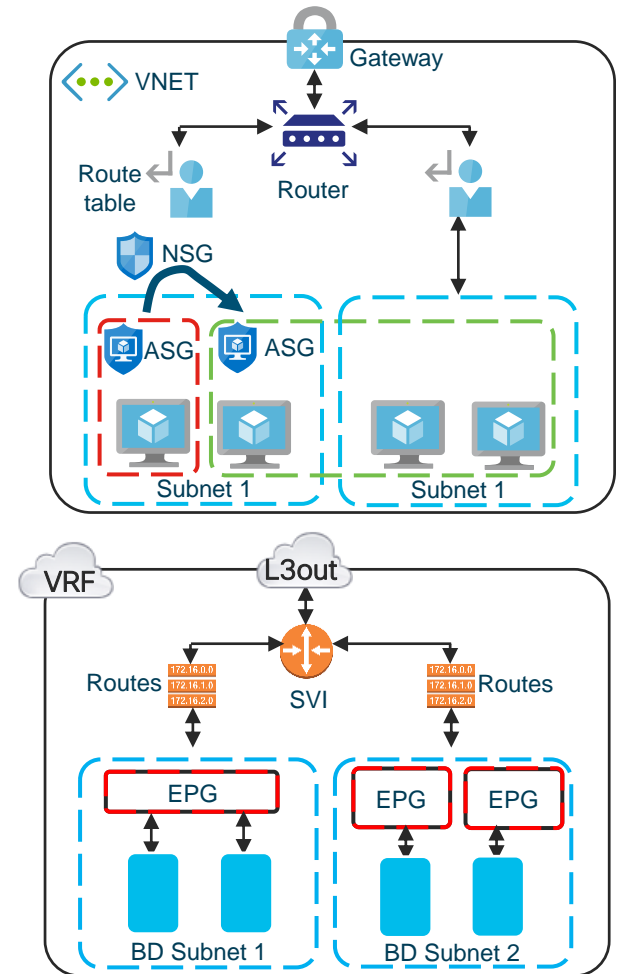 Gateway
VNET
Route
table
Router
NSG
ASG
ASG
Subnet 1
Subnet 1
VRF
L3out
Routes
172.16.0.0
172.16.1.0
172.16.2.0
SVI
172.16.0.0
172.16.1.0
172.16.2.0
Routes
EPG
EPG
EPG
BD Subnet 1
BD Subnet 2